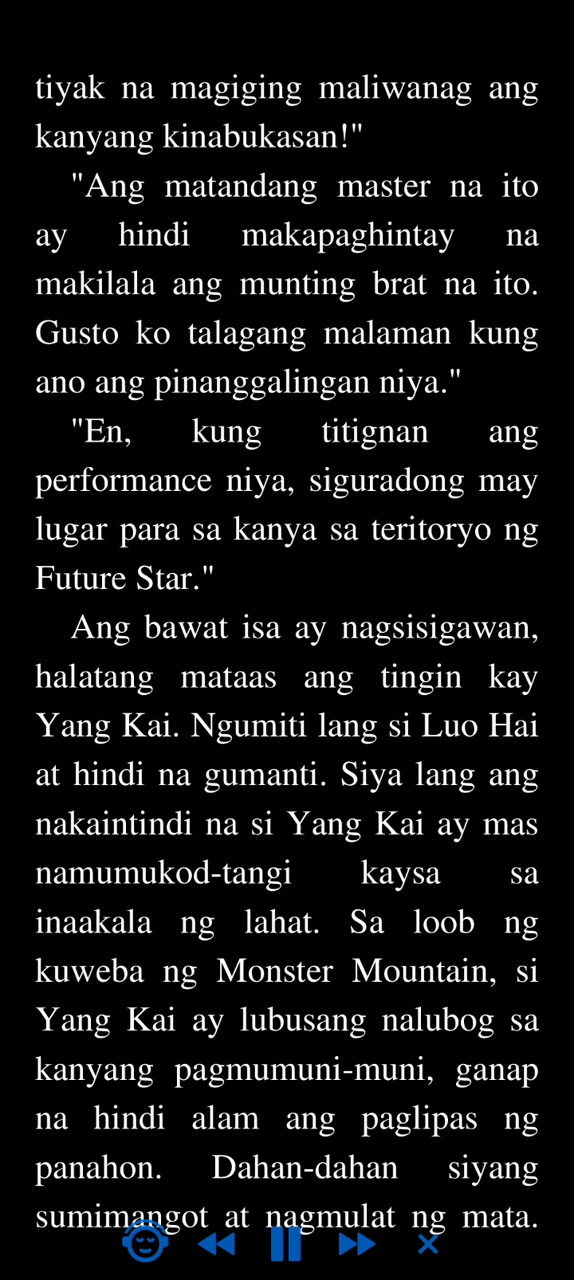 tiyak na magiging maliwanag ang
kanyang kinabukasan!"
"Ang matandang master na ito
ay hindi makapaghintay na
makilala ang munting brat na ito.
Gusto ko talagang malaman kung
ano ang pinanggalingan niya."
"En, kung titignan ang
performance niya, siguradong may
lugar para sa kanya sa teritoryo ng
Future Star."
Ang bawat isa ay nagsisigawan,
halatang mataas ang tingin kay
Yang Kai. Ngumiti lang si Luo Hai
at hindi na gumanti. Siya lang ang
nakaintindi na si Yang Kai ay mas
namumukod-tangi kaysa sa
inaakala ng lahat. Sa loob ng
kuweba ng Monster Mountain, si
Yang Kai ay lubusang nalubog sa
kanyang pagmumuni-muni, ganap
na hindi alam ang paglipas ng
panahon. Dahan-dahan siyang
sumimangot at nagmulat ng mata.